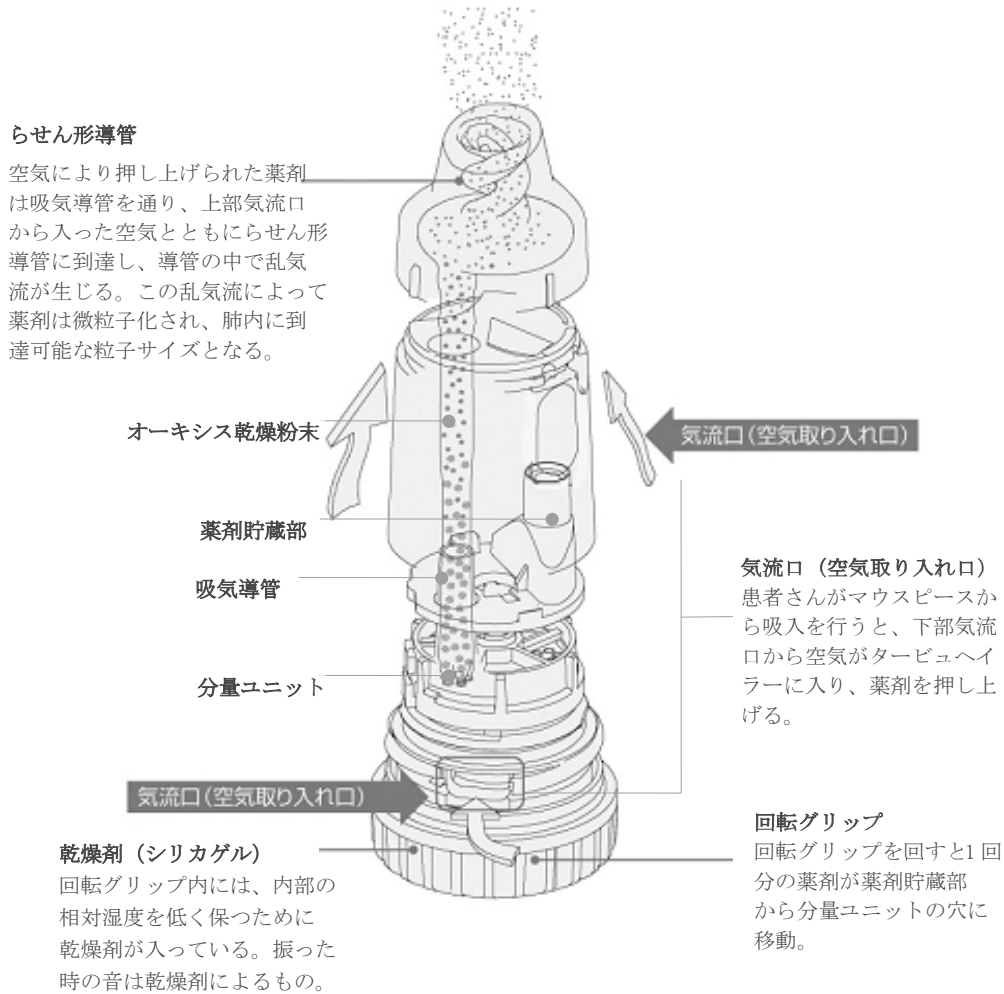 らせん形導管
空気により押し上げられた薬剤
は吸気導管を通り、上部気流口
から入った空気とともにらせん形
導管に到達し、導管の中で乱気
流が生じる。この乱気流によって
薬剤は微粒子化され、肺内に到
達可能な粒子サイズとなる。
オーキシス乾燥粉末
気流口（空気取り入れ口）
薬剤貯蔵部
吸気導管
分量ユニット
気流口（空気取り入れ口）
患者さんがマウスピースか
ら吸入を行うと、下部気流
口から空気がタービュヘイ
ラーに入り、薬剤を押し上
げる。
気流口（空気取り入れ口）
乾燥剤（シリカゲル）
回転グリップ内には、内部の
相対湿度を低く保つために
乾燥剤が入っている。振った
時の音は乾燥剤によるもの。
回転グリップ
回転グリップを回すと1 回
分の薬剤が薬剤貯蔵部
から分量ユニットの穴に
移動。